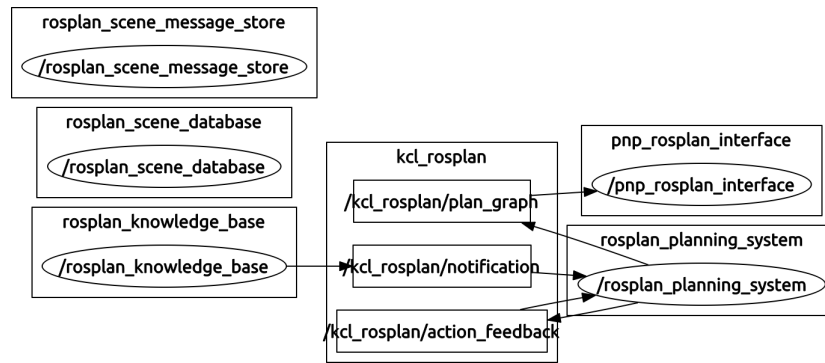 rosplan_scene_message_store
/rosplan_scene_message_store
rosplan_scene_database
/rosplan_scene_database
rosplan_knowledge_base
/rosplan_knowledge_base
kcl_rosplan
/kcl_rosplan/plan_graph
/kcl_rosplan/notification
/kcl_rosplan/action_feedback
pnp_rosplan_interface
/pnp_rosplan_interface
rosplan_planning_system
/rosplan_planning_system